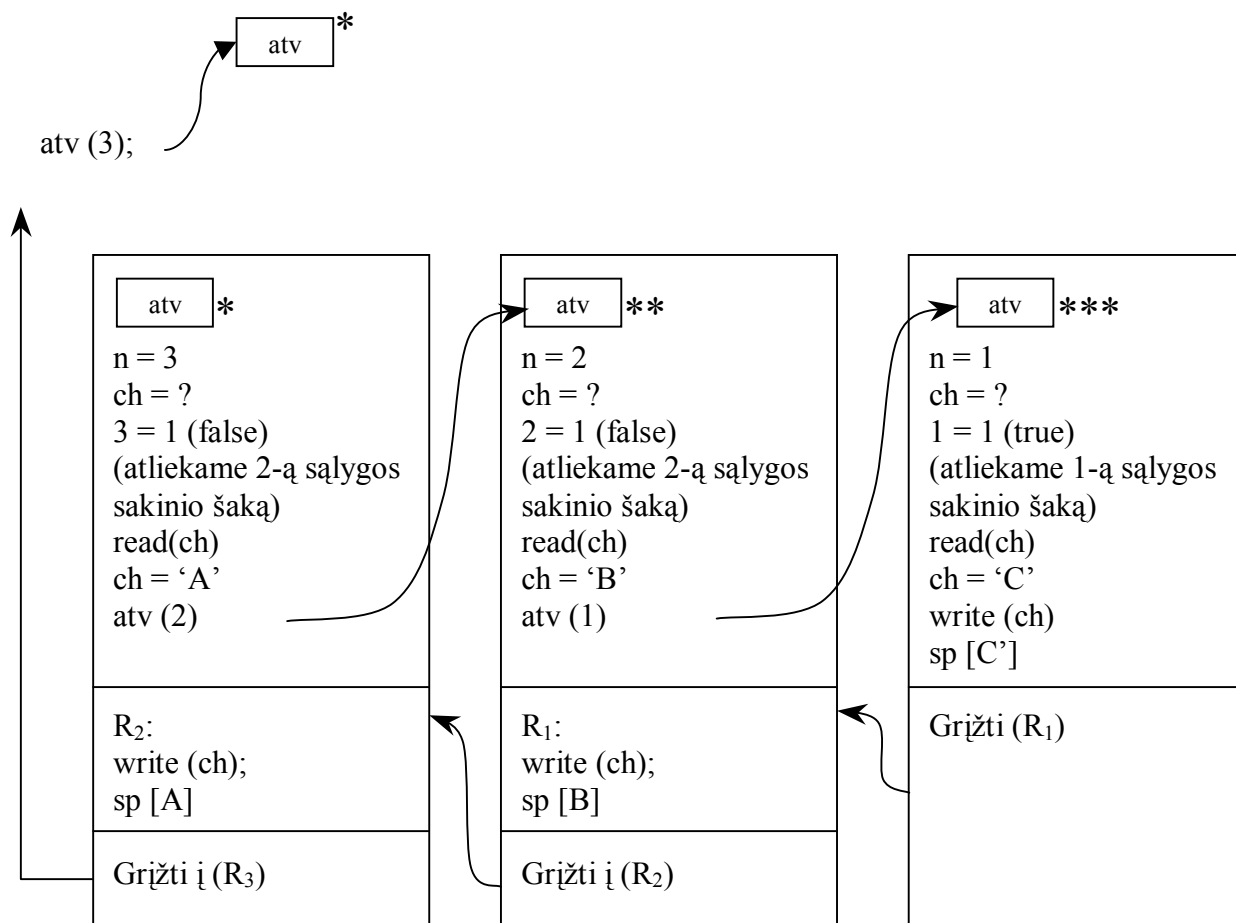 atv *
atv (3);
atv *
n = 3
ch = ?
3 = 1 (false)
(atliekame 2-ą sąlygos
sakinio šaką)
read(ch)
ch = ‘A’
atv (2)
R₂:
write (ch);
sp [A]
Grįžti į (R₃)
atv **
n = 2
ch = ?
2 = 1 (false)
(atliekame 2-ą sąlygos
sakinio šaką)
read(ch)
ch = ‘B’
atv (1)
R₁:
write (ch);
sp [B]
Grįžti į (R₂)
atv ***
n = 1
ch = ?
1 = 1 (true)
(atliekame 1-ą sąlygos
sakinio šaką)
read(ch)
ch = ‘C’
write (ch)
sp [C’]
Grįžti (R₁)